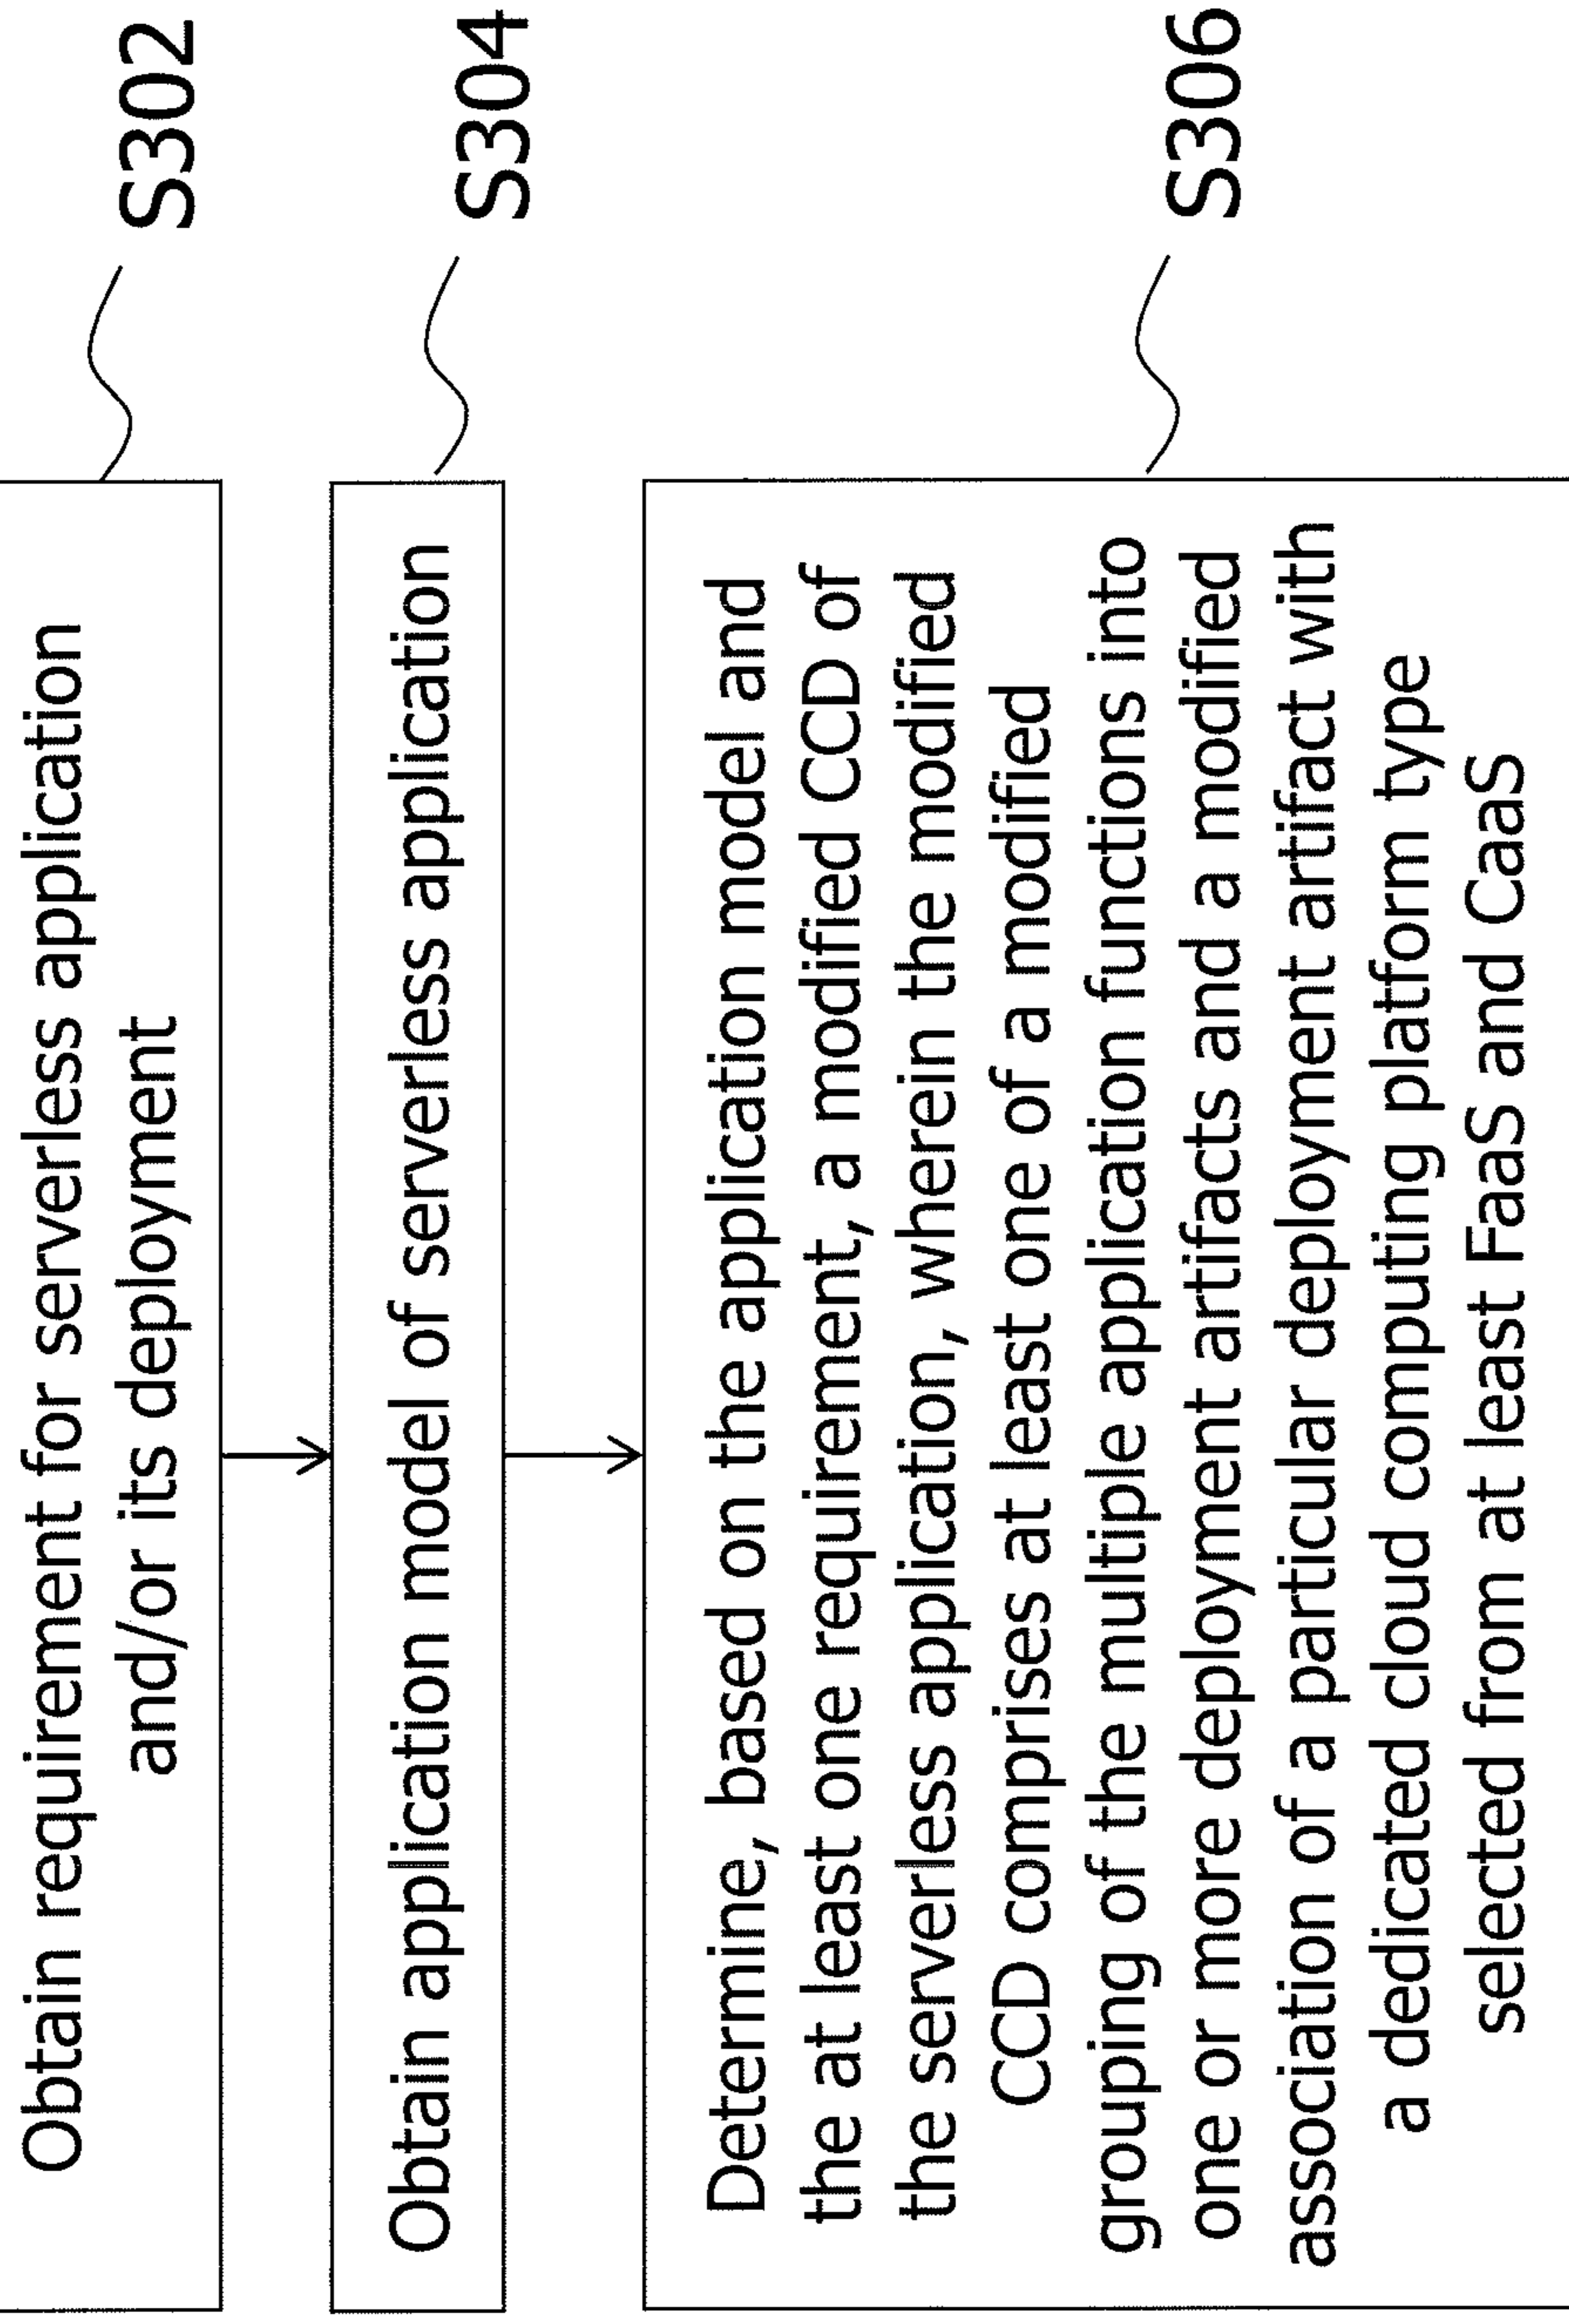 Obtain requirement for serverless application
and/or its deployment
S302
Obtain application model of serverless application
S304
Determine, based on the application model and
the at least one requirement, a modified CCD of
the serverless application, wherein the modified
CCD comprises at least one of a modified
grouping of the multiple application functions into
one or more deployment artifacts and a modified
association of a particular deployment artifact with
a dedicated cloud computing platform type
selected from at least FaaS and CaaS
S306